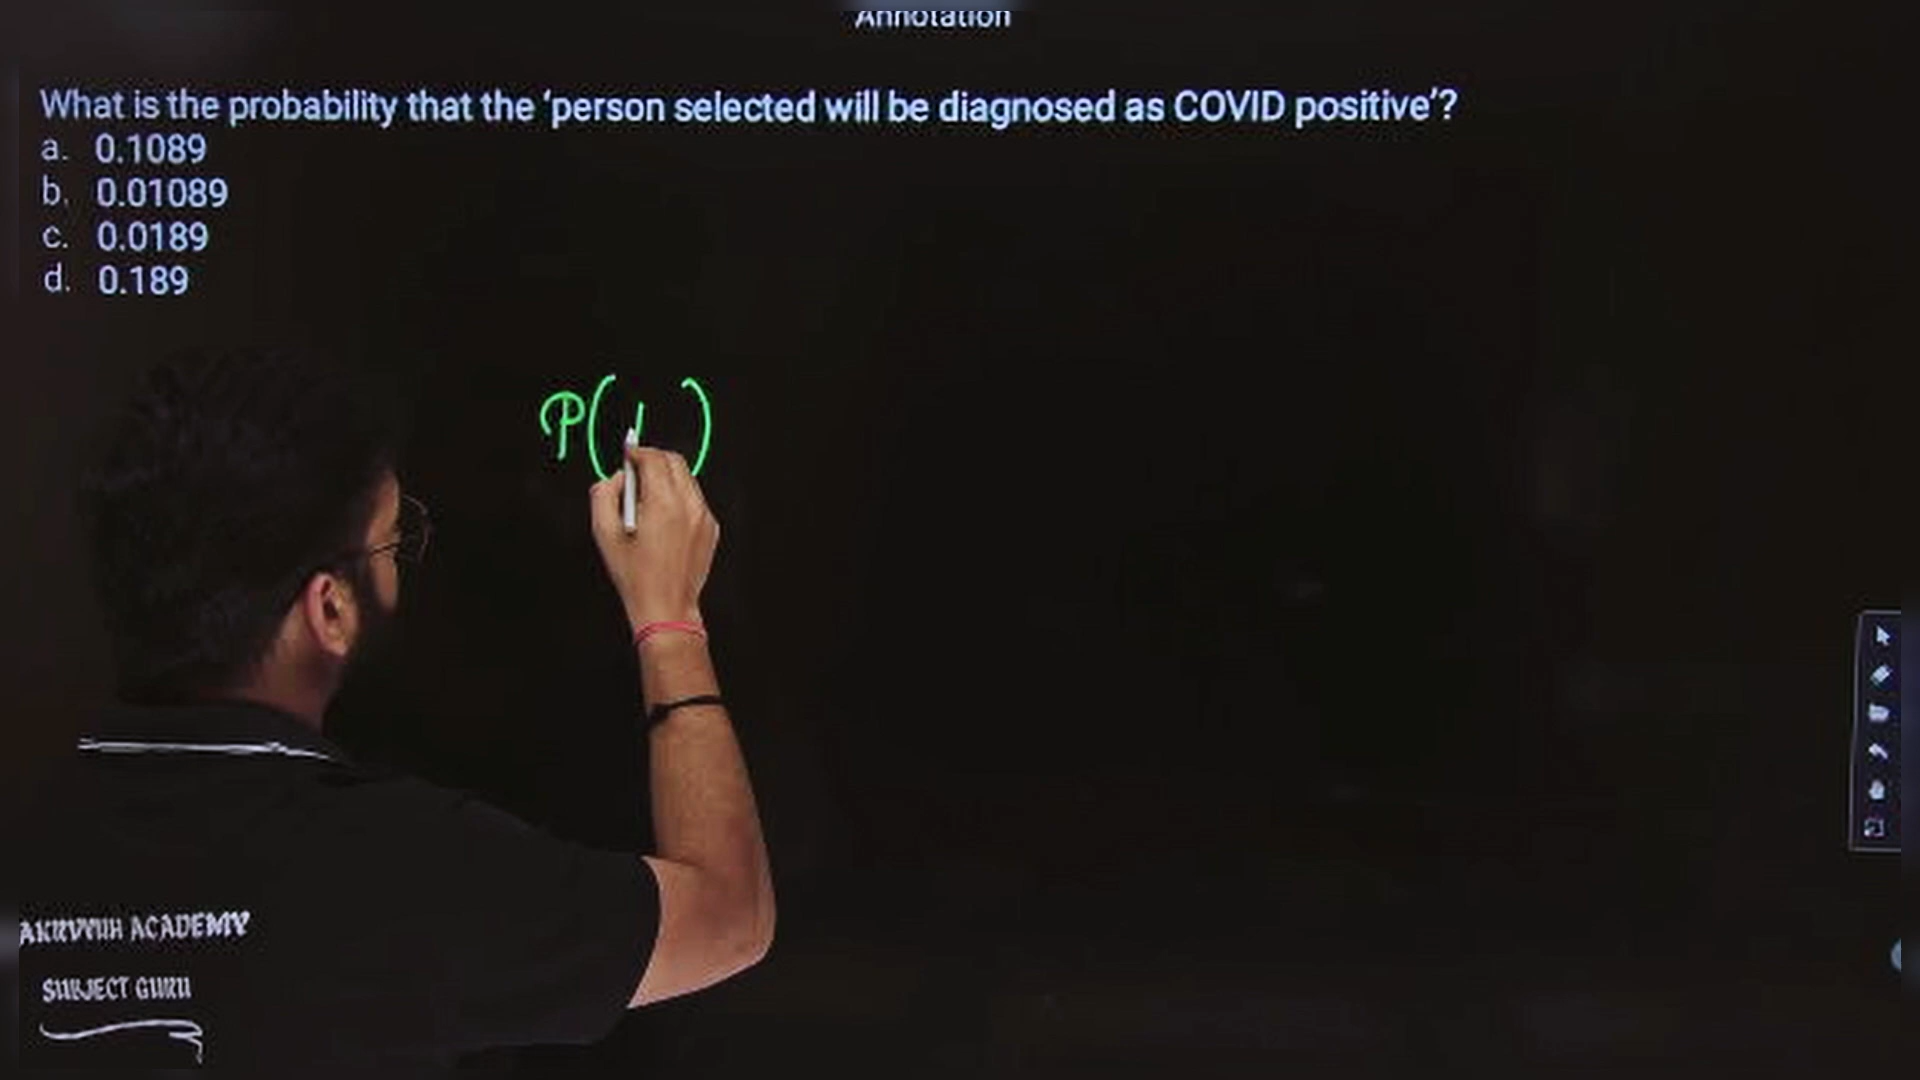 Annotation
What is the probability that the ‘person selected will be diagnosed as COVID positive’?
a. 0.1089
b. 0.01089
c. 0.0189
d. 0.189
P( )
ACADEMY
SUBJECT GURU